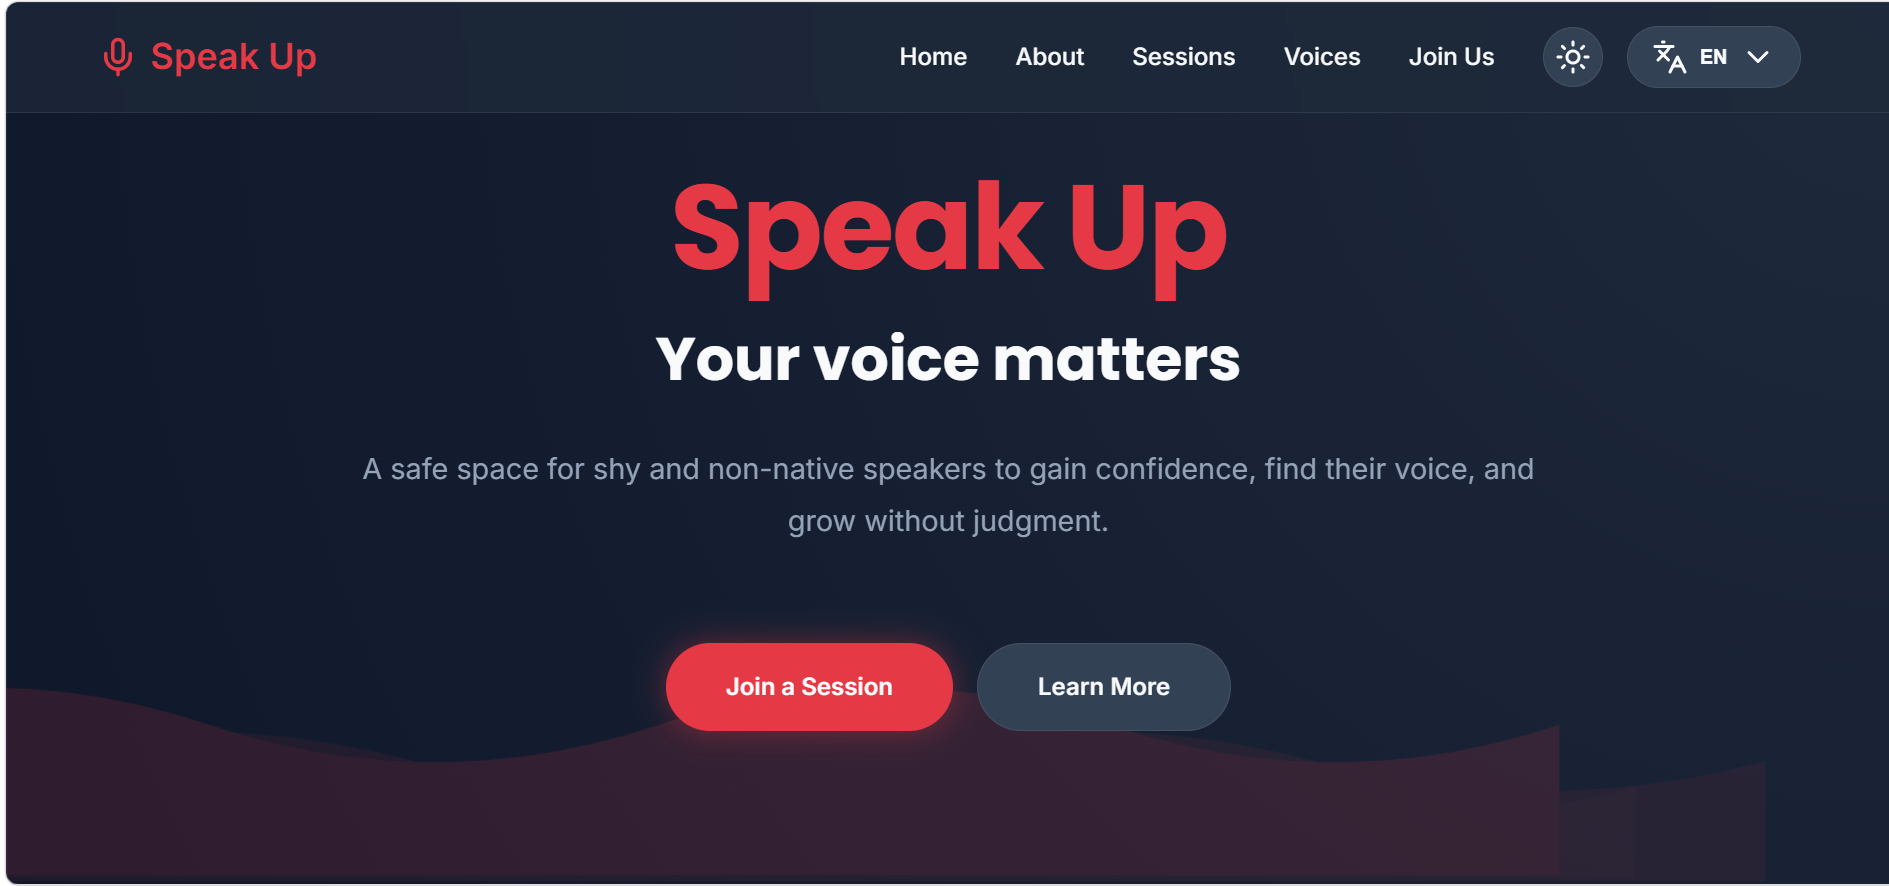 Speak Up
Home About Sessions Voices Join Us EN
Speak Up
Your voice matters
A safe space for shy and non-native speakers to gain confidence, find their voice, and
grow without judgment.
Join a Session Learn More